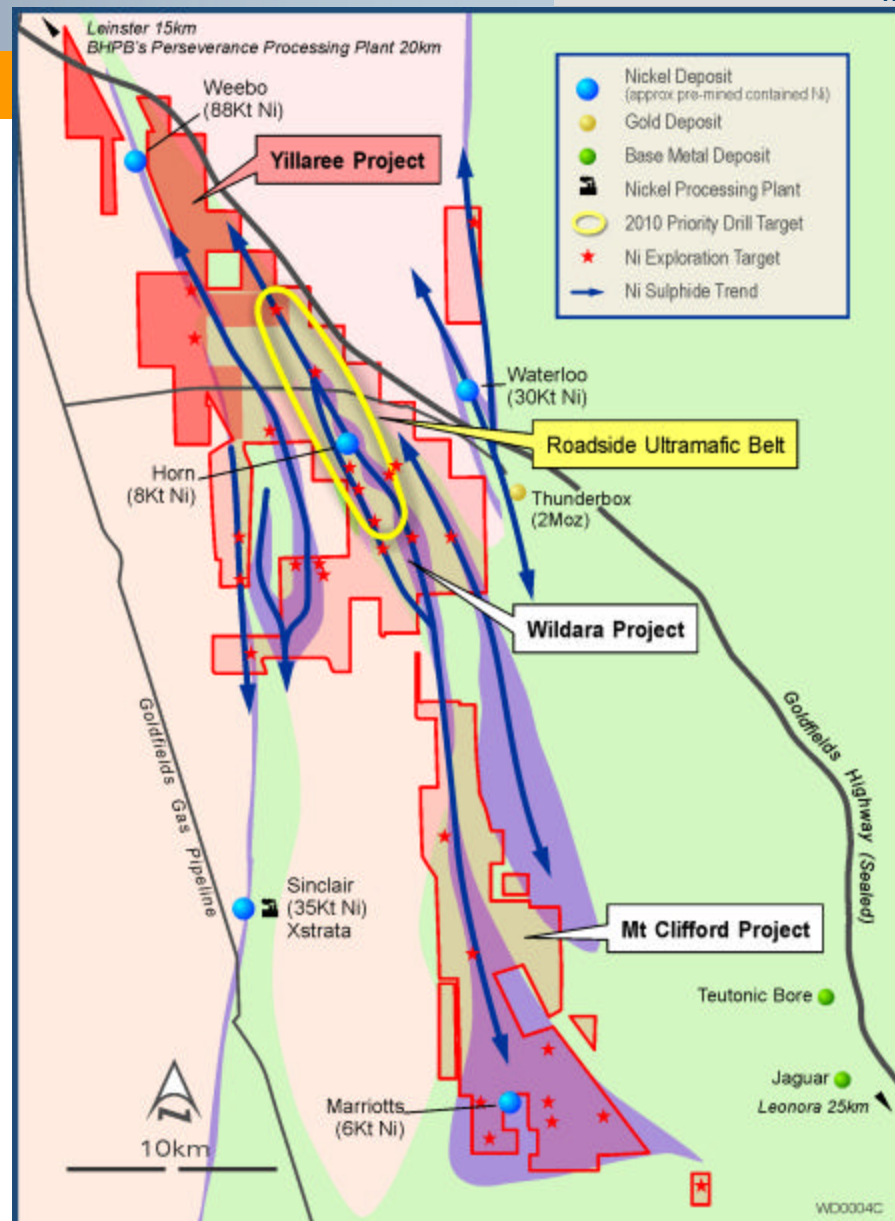 Leinster 15km
BHPB's Perseverance Processing Plant 20km
Weebo
(88Kt Ni)
Yillaree Project
Nickel Deposit
(approx pre-mined contained Ni)
Gold Deposit
Base Metal Deposit
Nickel Processing Plant
2010 Priority Drill Target
Ni Exploration Target
Ni Sulphide Trend
Waterloo
(30Kt Ni)
Roadside Ultramafic Belt
Horn
(8Kt Ni)
Thunderbox
(2Moz)
Wildara Project
Goldfields Gas Pipeline
Goldfields Highway (Sealed)
Sinclair
(35Kt Ni)
Xstrata
Mt Clifford Project
Teutonic Bore
Jaguar
Leonora 25km
Marriotts
(6Kt Ni)
N
10km
WD0004C